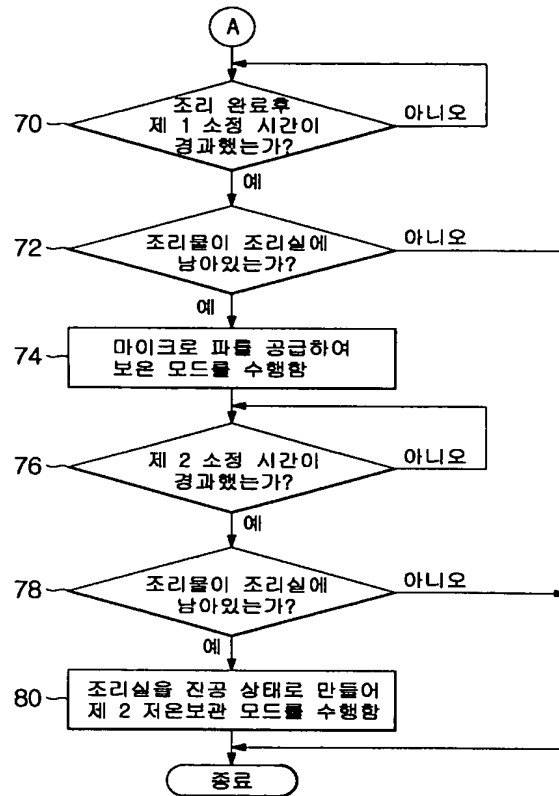 A
70
조리 완료후
제 1 소정 시간이
경과했는가?
아니오
예
72
조리물이 조리실에
남아있는가?
아니오
예
74
마이크로 파를 공급하여
보온 모드를 수행함
76
제 2 소정 시간이
경과했는가?
아니오
예
78
조리물이 조리실에
남아있는가?
아니오
예
80
조리실을 진공 상태로 만들어
제 2 저온보관 모드를 수행함
종료